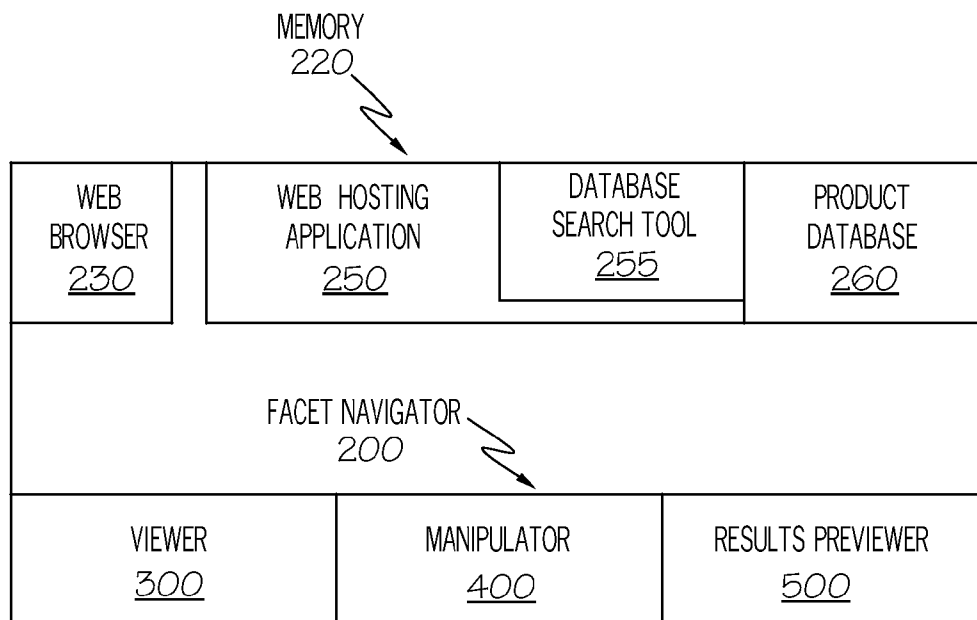 MEMORY
220
WEB
BROWSER
230
WEB HOSTING
APPLICATION
250
DATABASE
SEARCH TOOL
255
PRODUCT
DATABASE
260
FACET NAVIGATOR
200
VIEWER
300
MANIPULATOR
400
RESULTS PREVIEWER
500